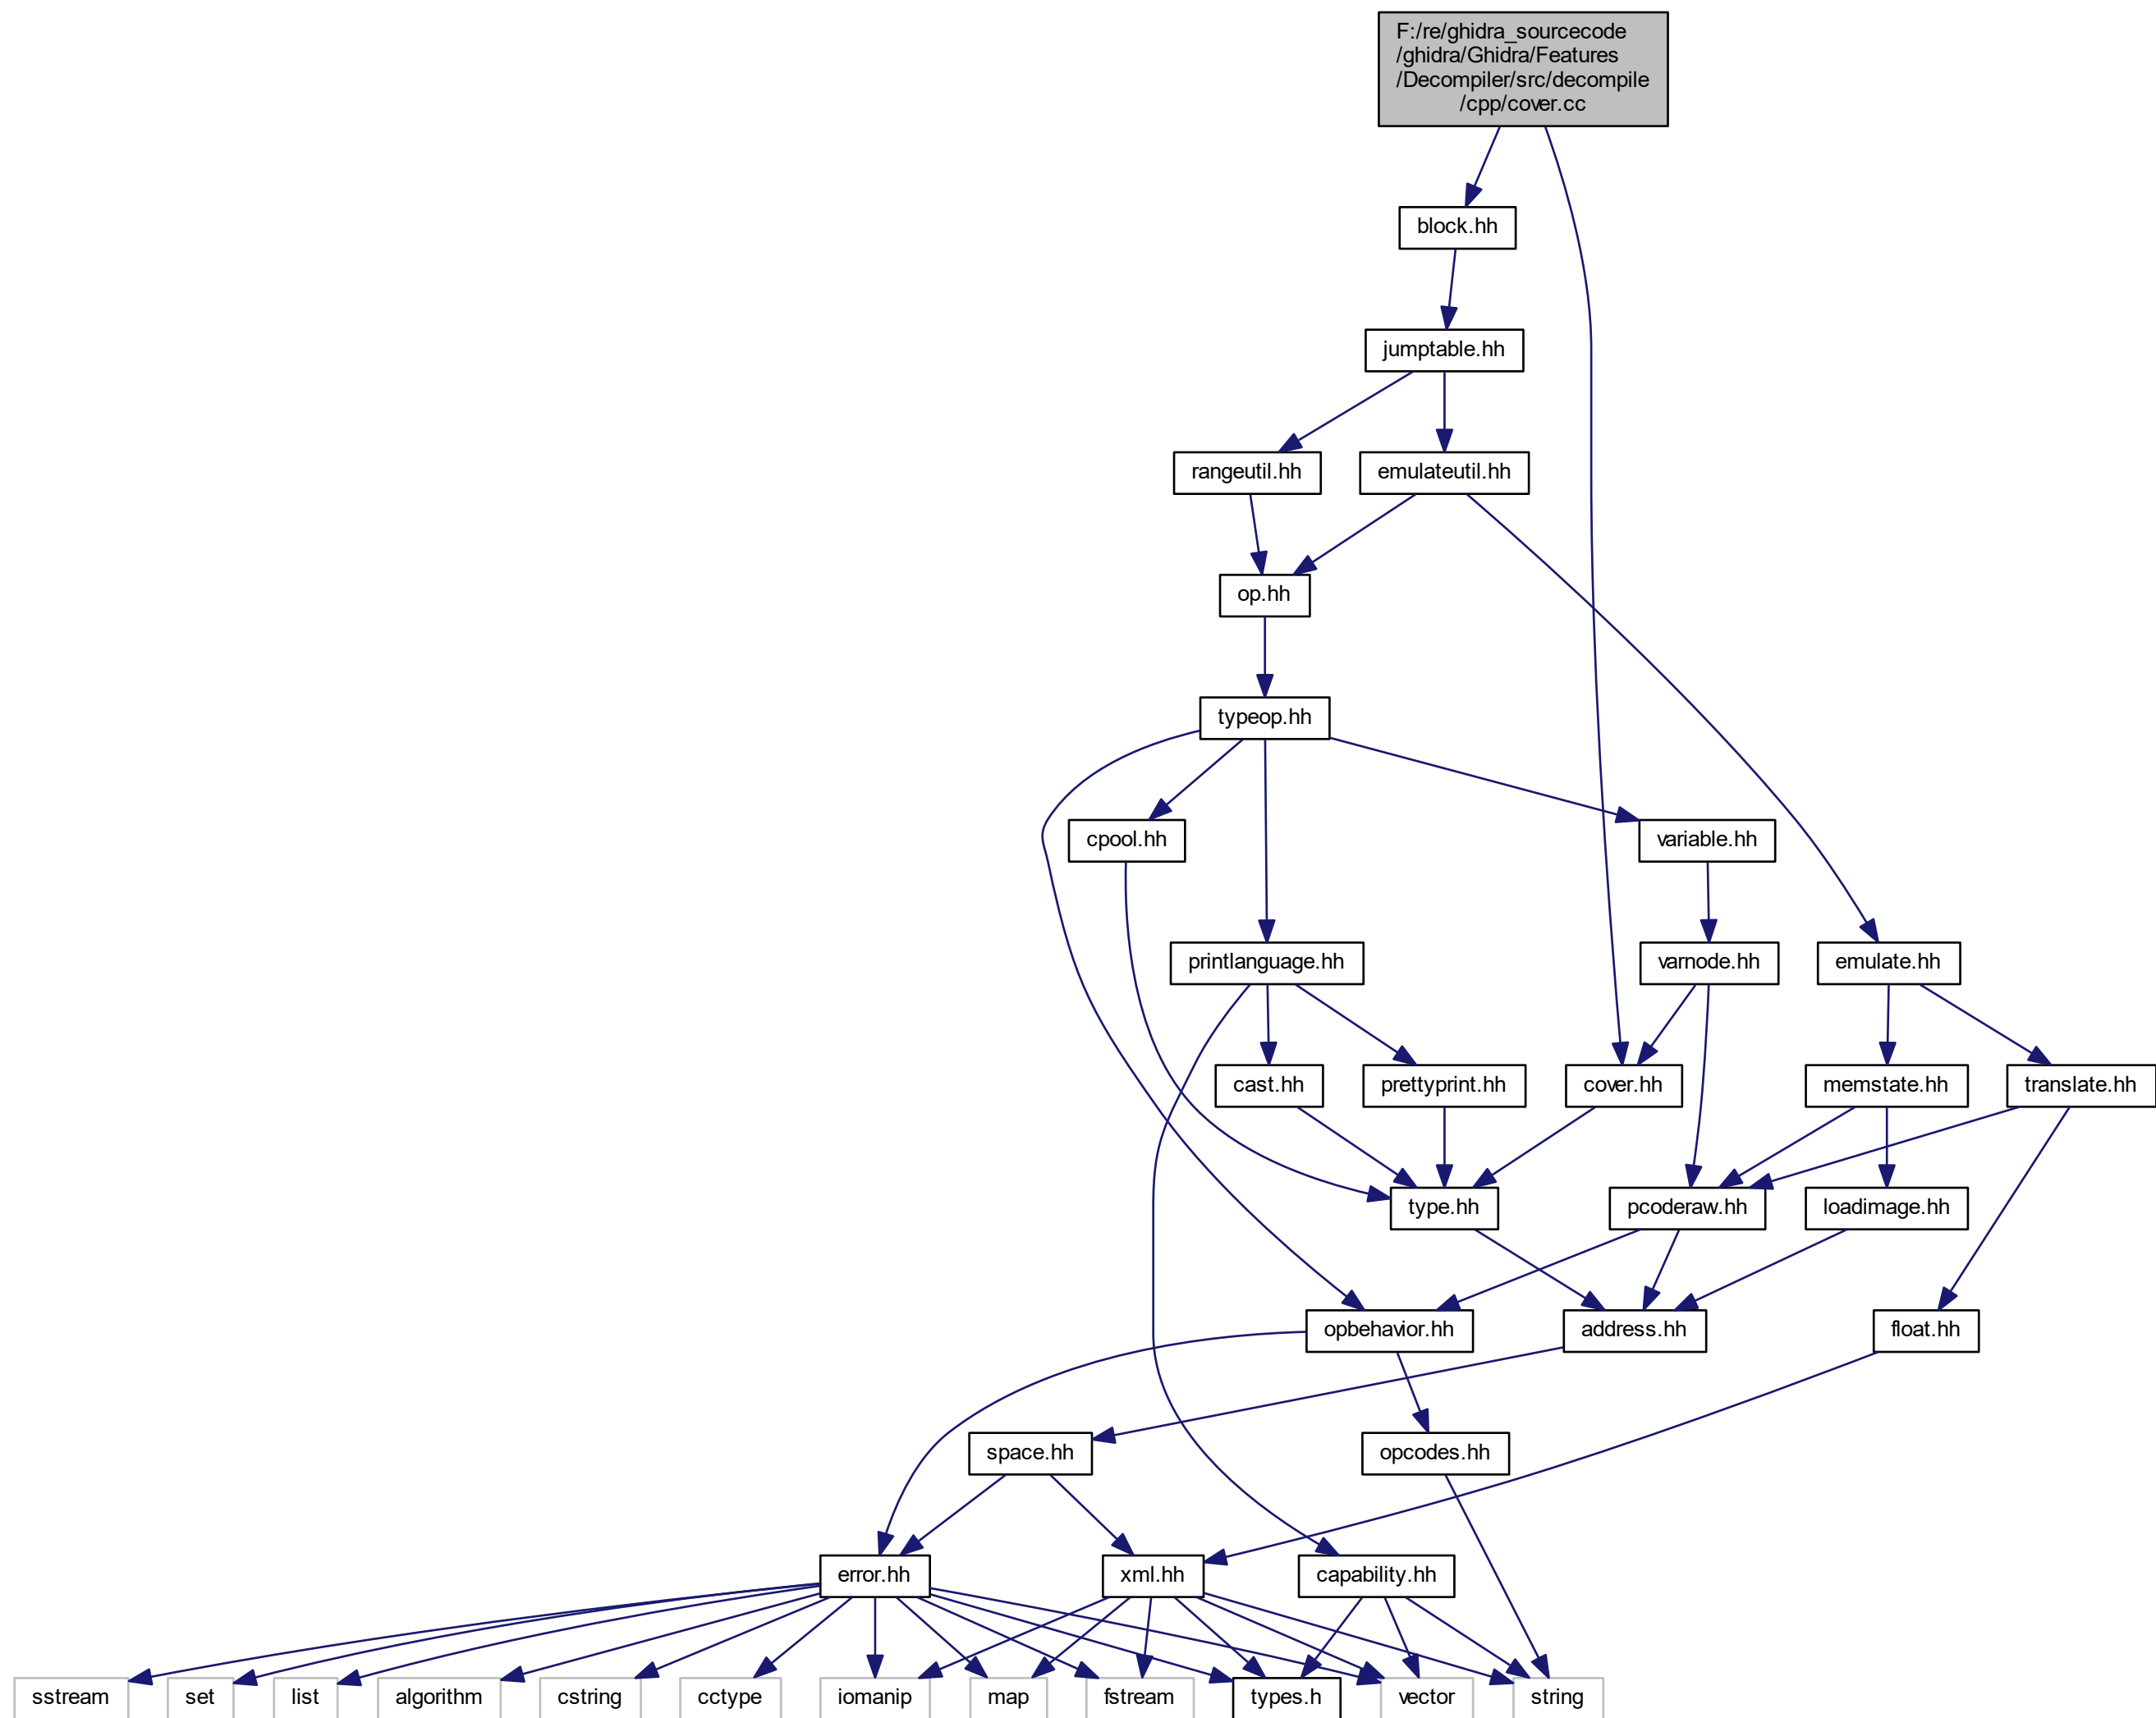 F:/re/ghidra_sourcecode
/ghidra/Ghidra/Features
/Decompiler/src/decompile
/cpp/cover.cc
block.hh
jumptable.hh
rangeutil.hh
emulateutil.hh
op.hh
typeop.hh
cpool.hh
variable.hh
printlanguage.hh
varnode.hh
emulate.hh
cast.hh
prettyprint.hh
cover.hh
memstate.hh
translate.hh
type.hh
pcoderaw.hh
loadimage.hh
opbehavior.hh
address.hh
float.hh
space.hh
opcodes.hh
error.hh
xml.hh
capability.hh
sstream
set
list
algorithm
cstring
cctype
iomanip
map
fstream
types.h
vector
string